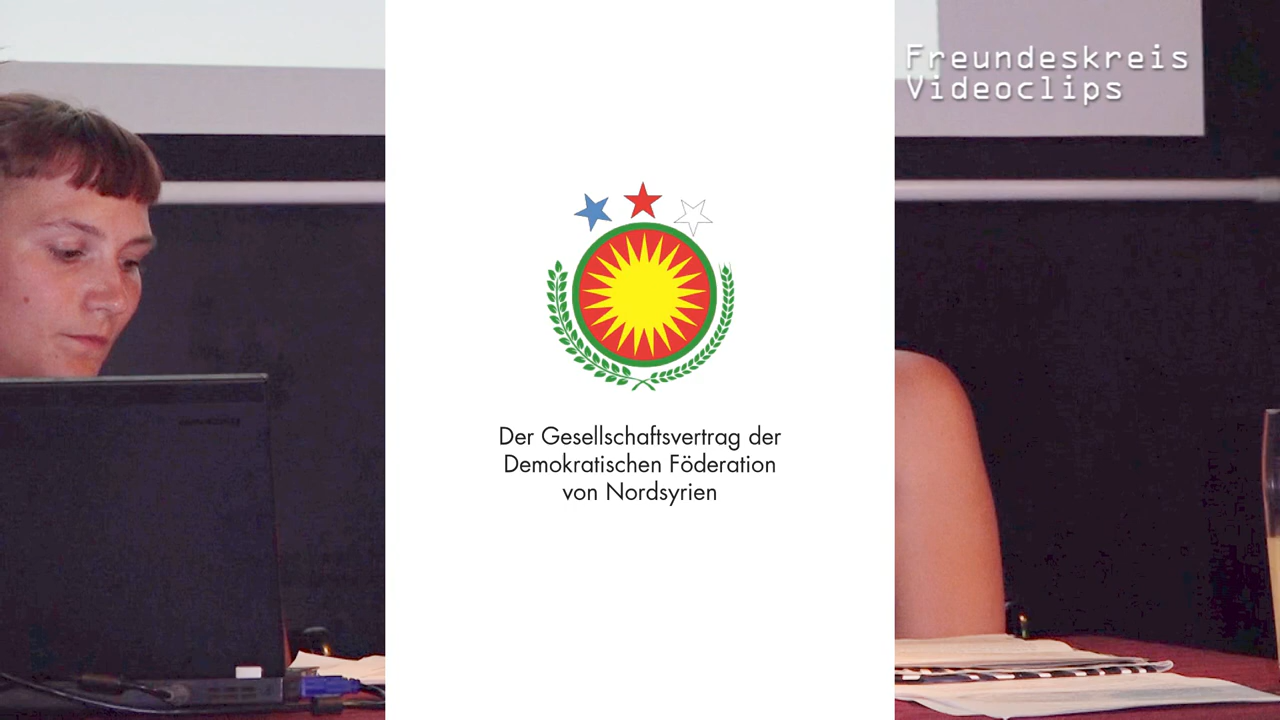 Freundeskreis
Videoclips
Der Gesellschaftsvertrag der
Demokratischen Föderation
von Nordsyrien